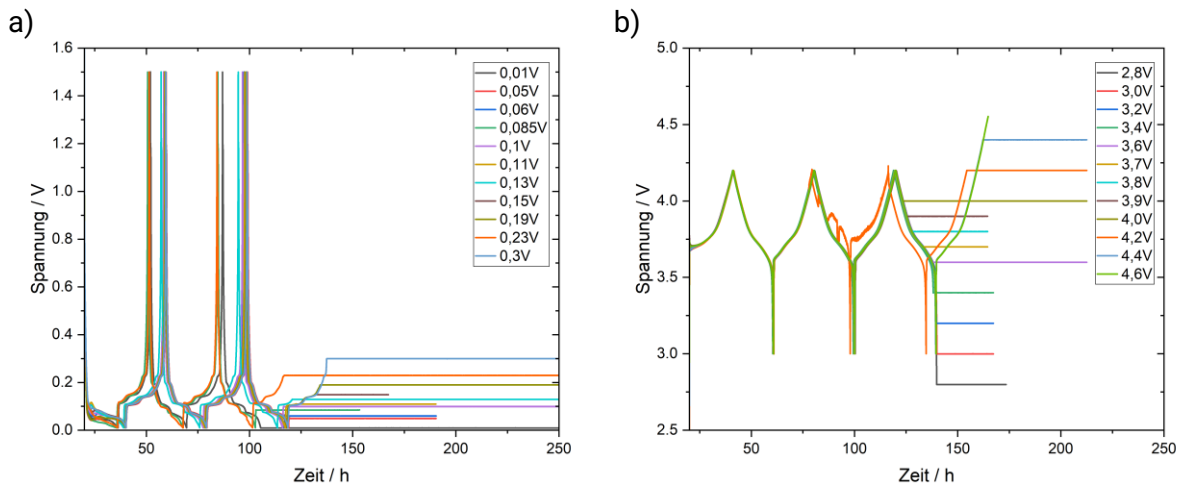 a)
1.6
1.4
1.2
1.0
0.8
0.6
0.4
0.2
0.0
Spannung / V
50
100
150
200
250
Zeit / h
0,01V
0,05V
0,06V
0,085V
0,1V
0,11V
0,13V
0,15V
0,19V
0,23V
0,3V
b)
5.0
4.5
4.0
3.5
3.0
2.5
Spannung / V
50
100
150
200
250
Zeit / h
2,8V
3,0V
3,2V
3,4V
3,6V
3,7V
3,8V
3,9V
4,0V
4,2V
4,4V
4,6V